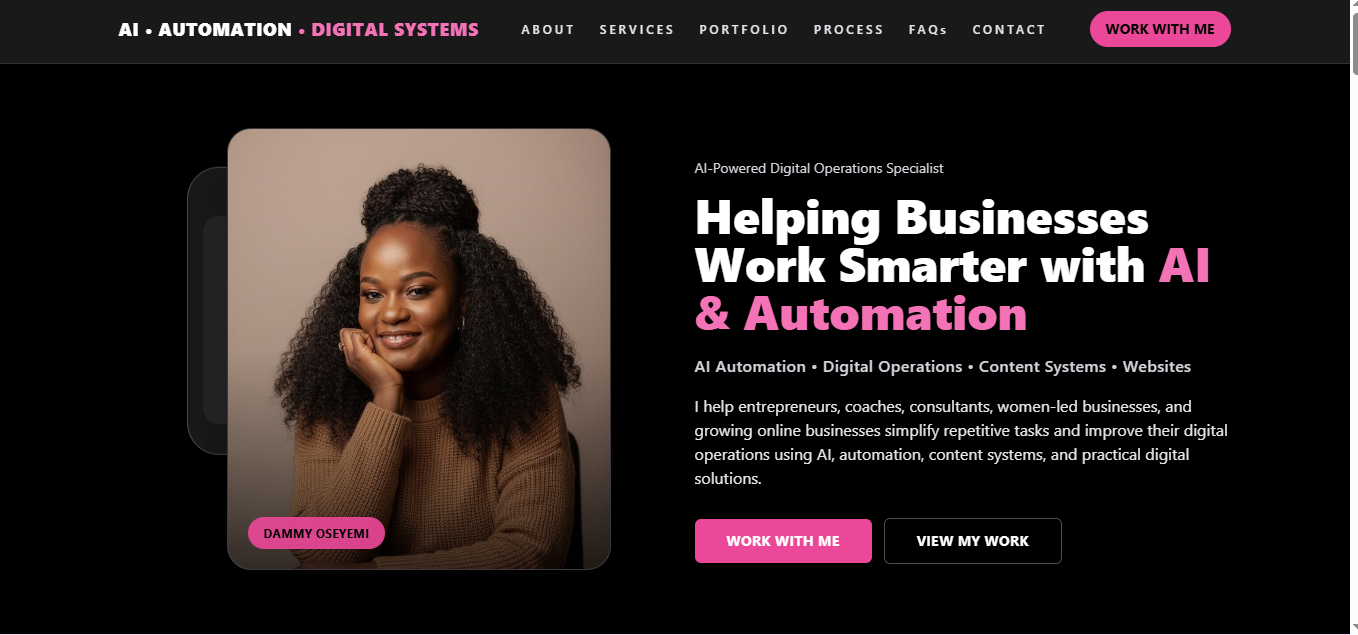 AI • AUTOMATION • DIGITAL SYSTEMS
ABOUT
SERVICES
PORTFOLIO
PROCESS
FAQs
CONTACT
WORK WITH ME
DAMMY OSEYEMI
AI-Powered Digital Operations Specialist
Helping Businesses
Work Smarter with AI
& Automation
AI Automation • Digital Operations • Content Systems • Websites
I help entrepreneurs, coaches, consultants, women-led businesses, and
growing online businesses simplify repetitive tasks and improve their digital
operations using AI, automation, content systems, and practical digital
solutions.
WORK WITH ME
VIEW MY WORK